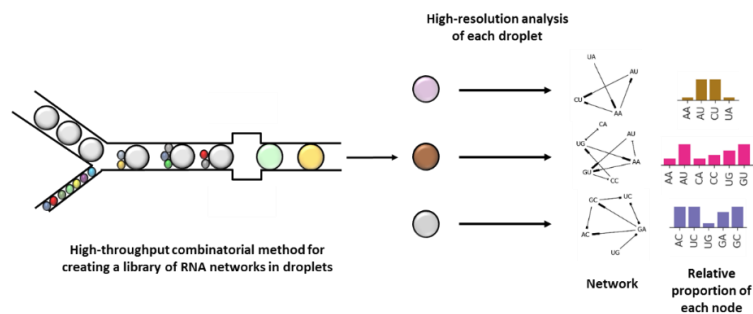 High-resolution analysis
of each droplet
UA
AU
CU
AA
AA
AU
CU
UA
CA
UG
AU
AA
GU
CC
AA
AU
CA
CC
UG
GU
GC
UC
AC
GA
UG
AC
UC
UG
GA
GC
High-throughput combinatorial method for
creating a library of RNA networks in droplets
Network
Relative
proportion of
each node